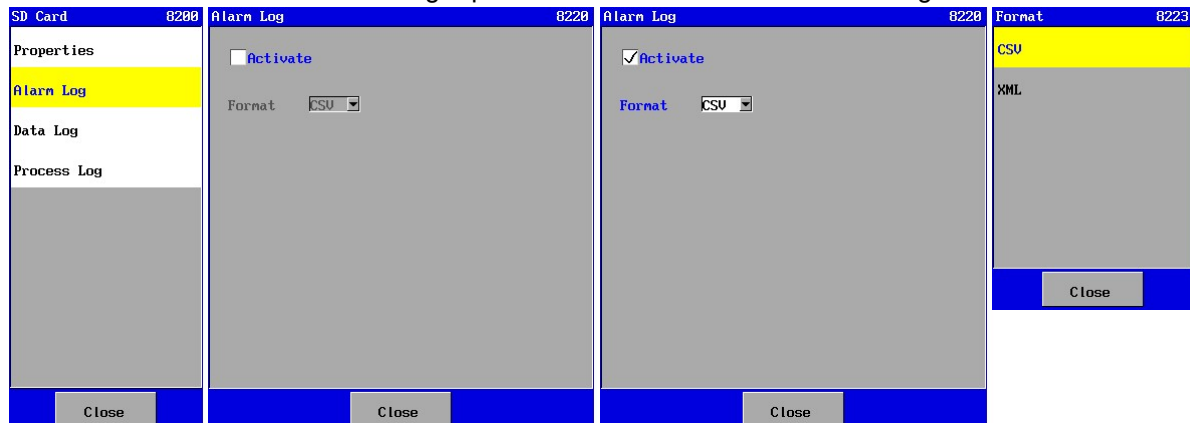 SD Card 8200
Properties
Alarm Log
Data Log
Process Log
Close
Alarm Log 8220
Activate
Format CSV
Close
Alarm Log 8220
Activate
Format CSV
Close
Format 8223
CSV
XML
Close